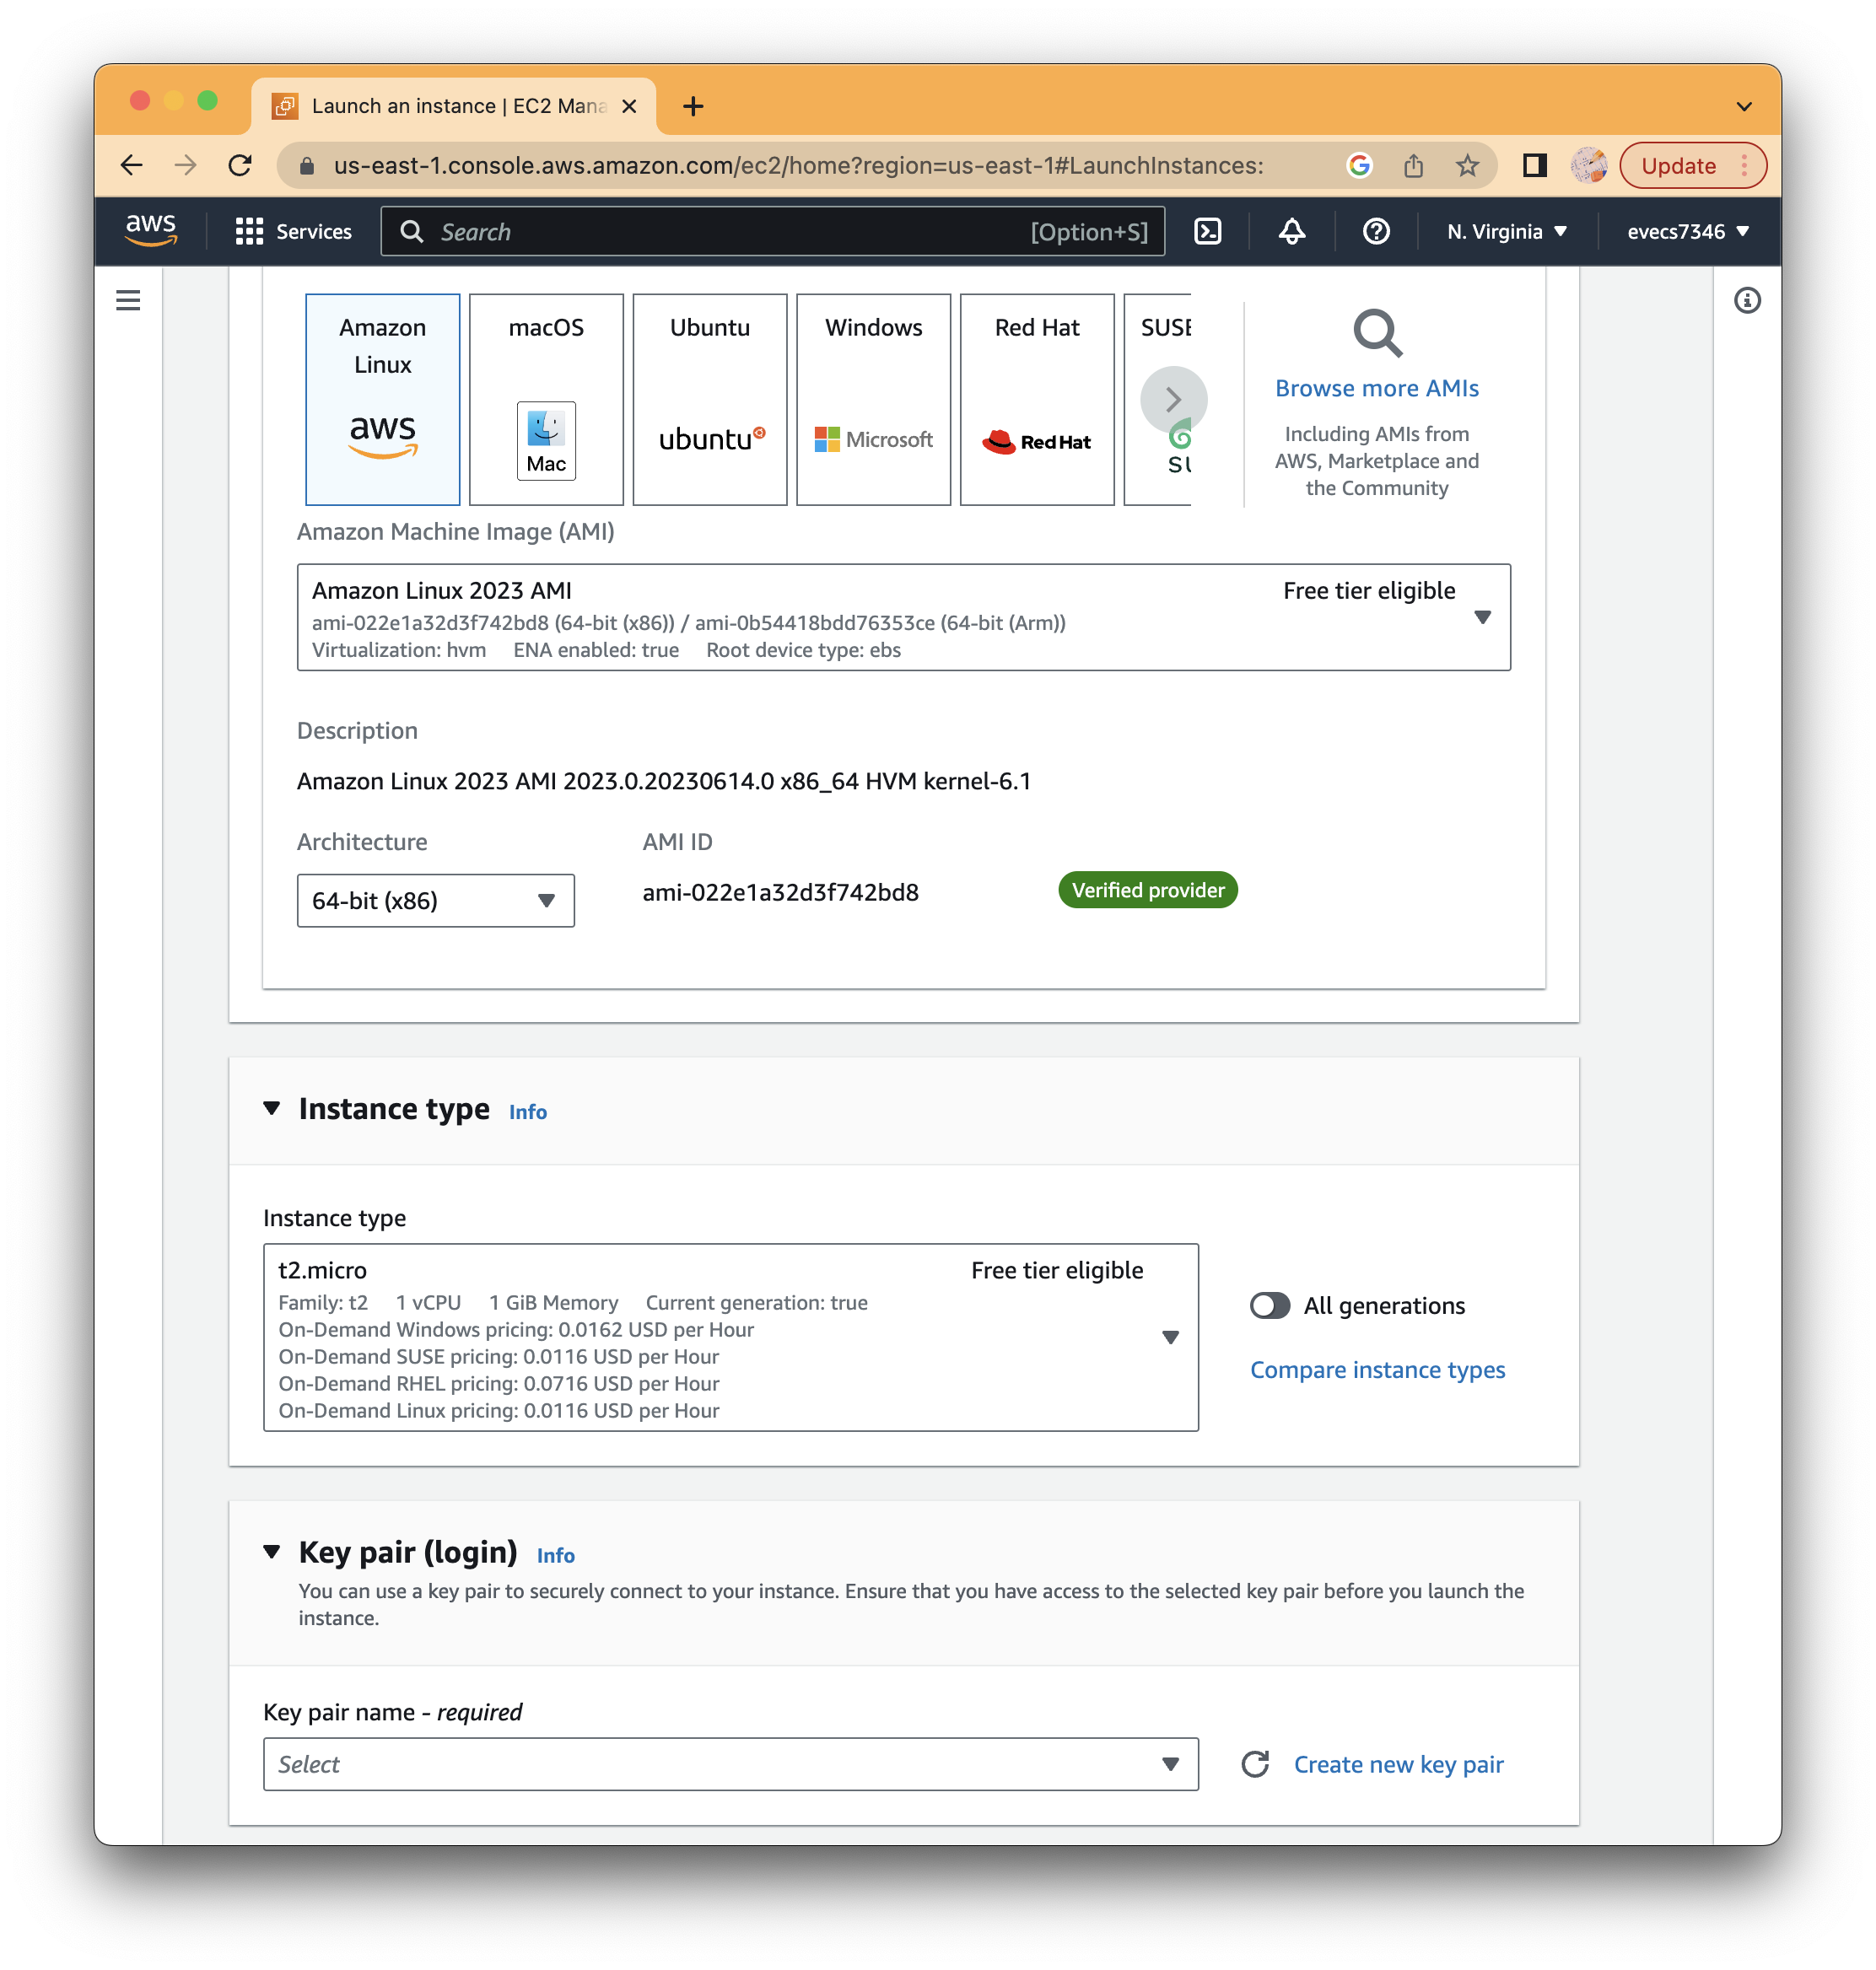 Launch an instance | EC2 Mana
us-east-1.console.aws.amazon.com/ec2/home?region=us-east-1#LaunchInstances:
Update
aws
Services
Search
[Option+S]
N. Virginia
evecs7346
Amazon
Linux
aws
macOS
Mac
Ubuntu
ubuntu
Windows
Microsoft
Red Hat
Red Hat
SUSE
SU
Browse more AMIs
Including AMIs from
AWS, Marketplace and
the Community
Amazon Machine Image (AMI)
Amazon Linux 2023 AMI
Free tier eligible
ami-022e1a32d3f742bd8 (64-bit (x86)) / ami-0b54418bdd76353ce (64-bit (Arm))
Virtualization: hvm ENA enabled: true Root device type: ebs
Description
Amazon Linux 2023 AMI 2023.0.20230614.0 x86_64 HVM kernel-6.1
Architecture
AMI ID
64-bit (x86)
ami-022e1a32d3f742bd8
Verified provider
Instance type Info
Instance type
t2.micro
Free tier eligible
Family: t2 1 vCPU 1 GiB Memory Current generation: true
On-Demand Windows pricing: 0.0162 USD per Hour
On-Demand SUSE pricing: 0.0116 USD per Hour
On-Demand RHEL pricing: 0.0716 USD per Hour
On-Demand Linux pricing: 0.0116 USD per Hour
All generations
Compare instance types
Key pair (login) Info
You can use a key pair to securely connect to your instance. Ensure that you have access to the selected key pair before you launch the
instance.
Key pair name - required
Select
Create new key pair